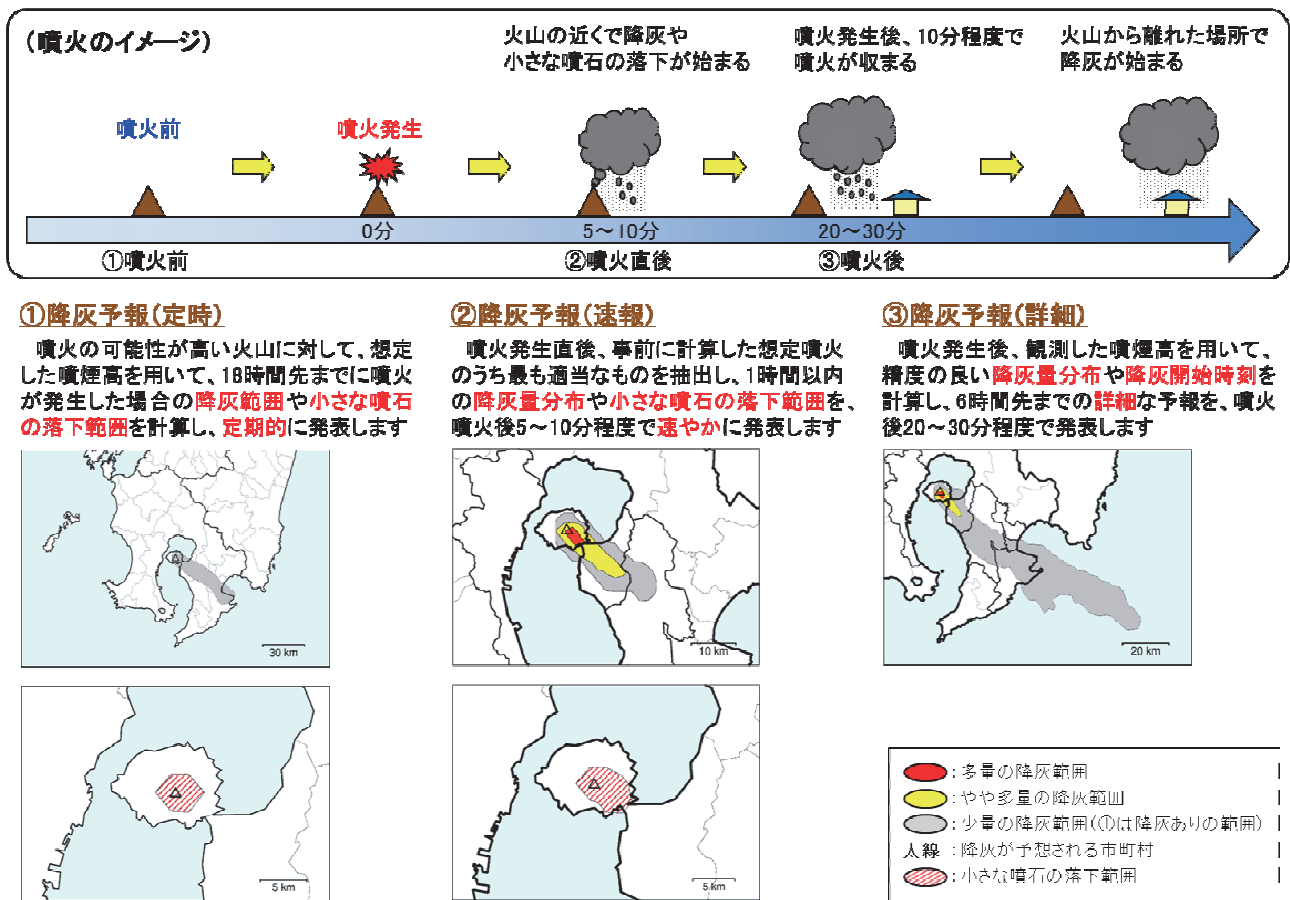 (噴火のイメージ)
火山の近くで降灰や
小さな噴石の落下が始まる
噴火発生後、10分程度で
噴火が収まる
火山から離れた場所で
降灰が始まる
噴火前
噴火発生
0分
5～10分
20～30分
①噴火前
②噴火直後
③噴火後
①降灰予報(定時)
噴火の可能性が高い火山に対して、想定
した噴煙高を用いて、18時間先までに噴火
が発生した場合の降灰範囲や小さな噴石
の落下範囲を計算し、定期的に発表します
②降灰予報(速報)
噴火発生直後、事前に計算した想定噴火
のうち最も適当なものを抽出し、1時間以内
の降灰量分布や小さな噴石の落下範囲を、
噴火後5～10分程度で速やかに発表します
③降灰予報(詳細)
噴火発生後、観測した噴煙高を用いて、
精度の良い降灰量分布や降灰開始時刻を
計算し、6時間先までの詳細な予報を、噴火
後20～30分程度で発表します
30 km
10 km
20 km
5 km
5 km
：多量の降灰範囲
：やや多量の降灰範囲
：少量の降灰範囲(①は降灰ありの範囲)
太線：降灰が予想される市町村
：小さな噴石の落下範囲